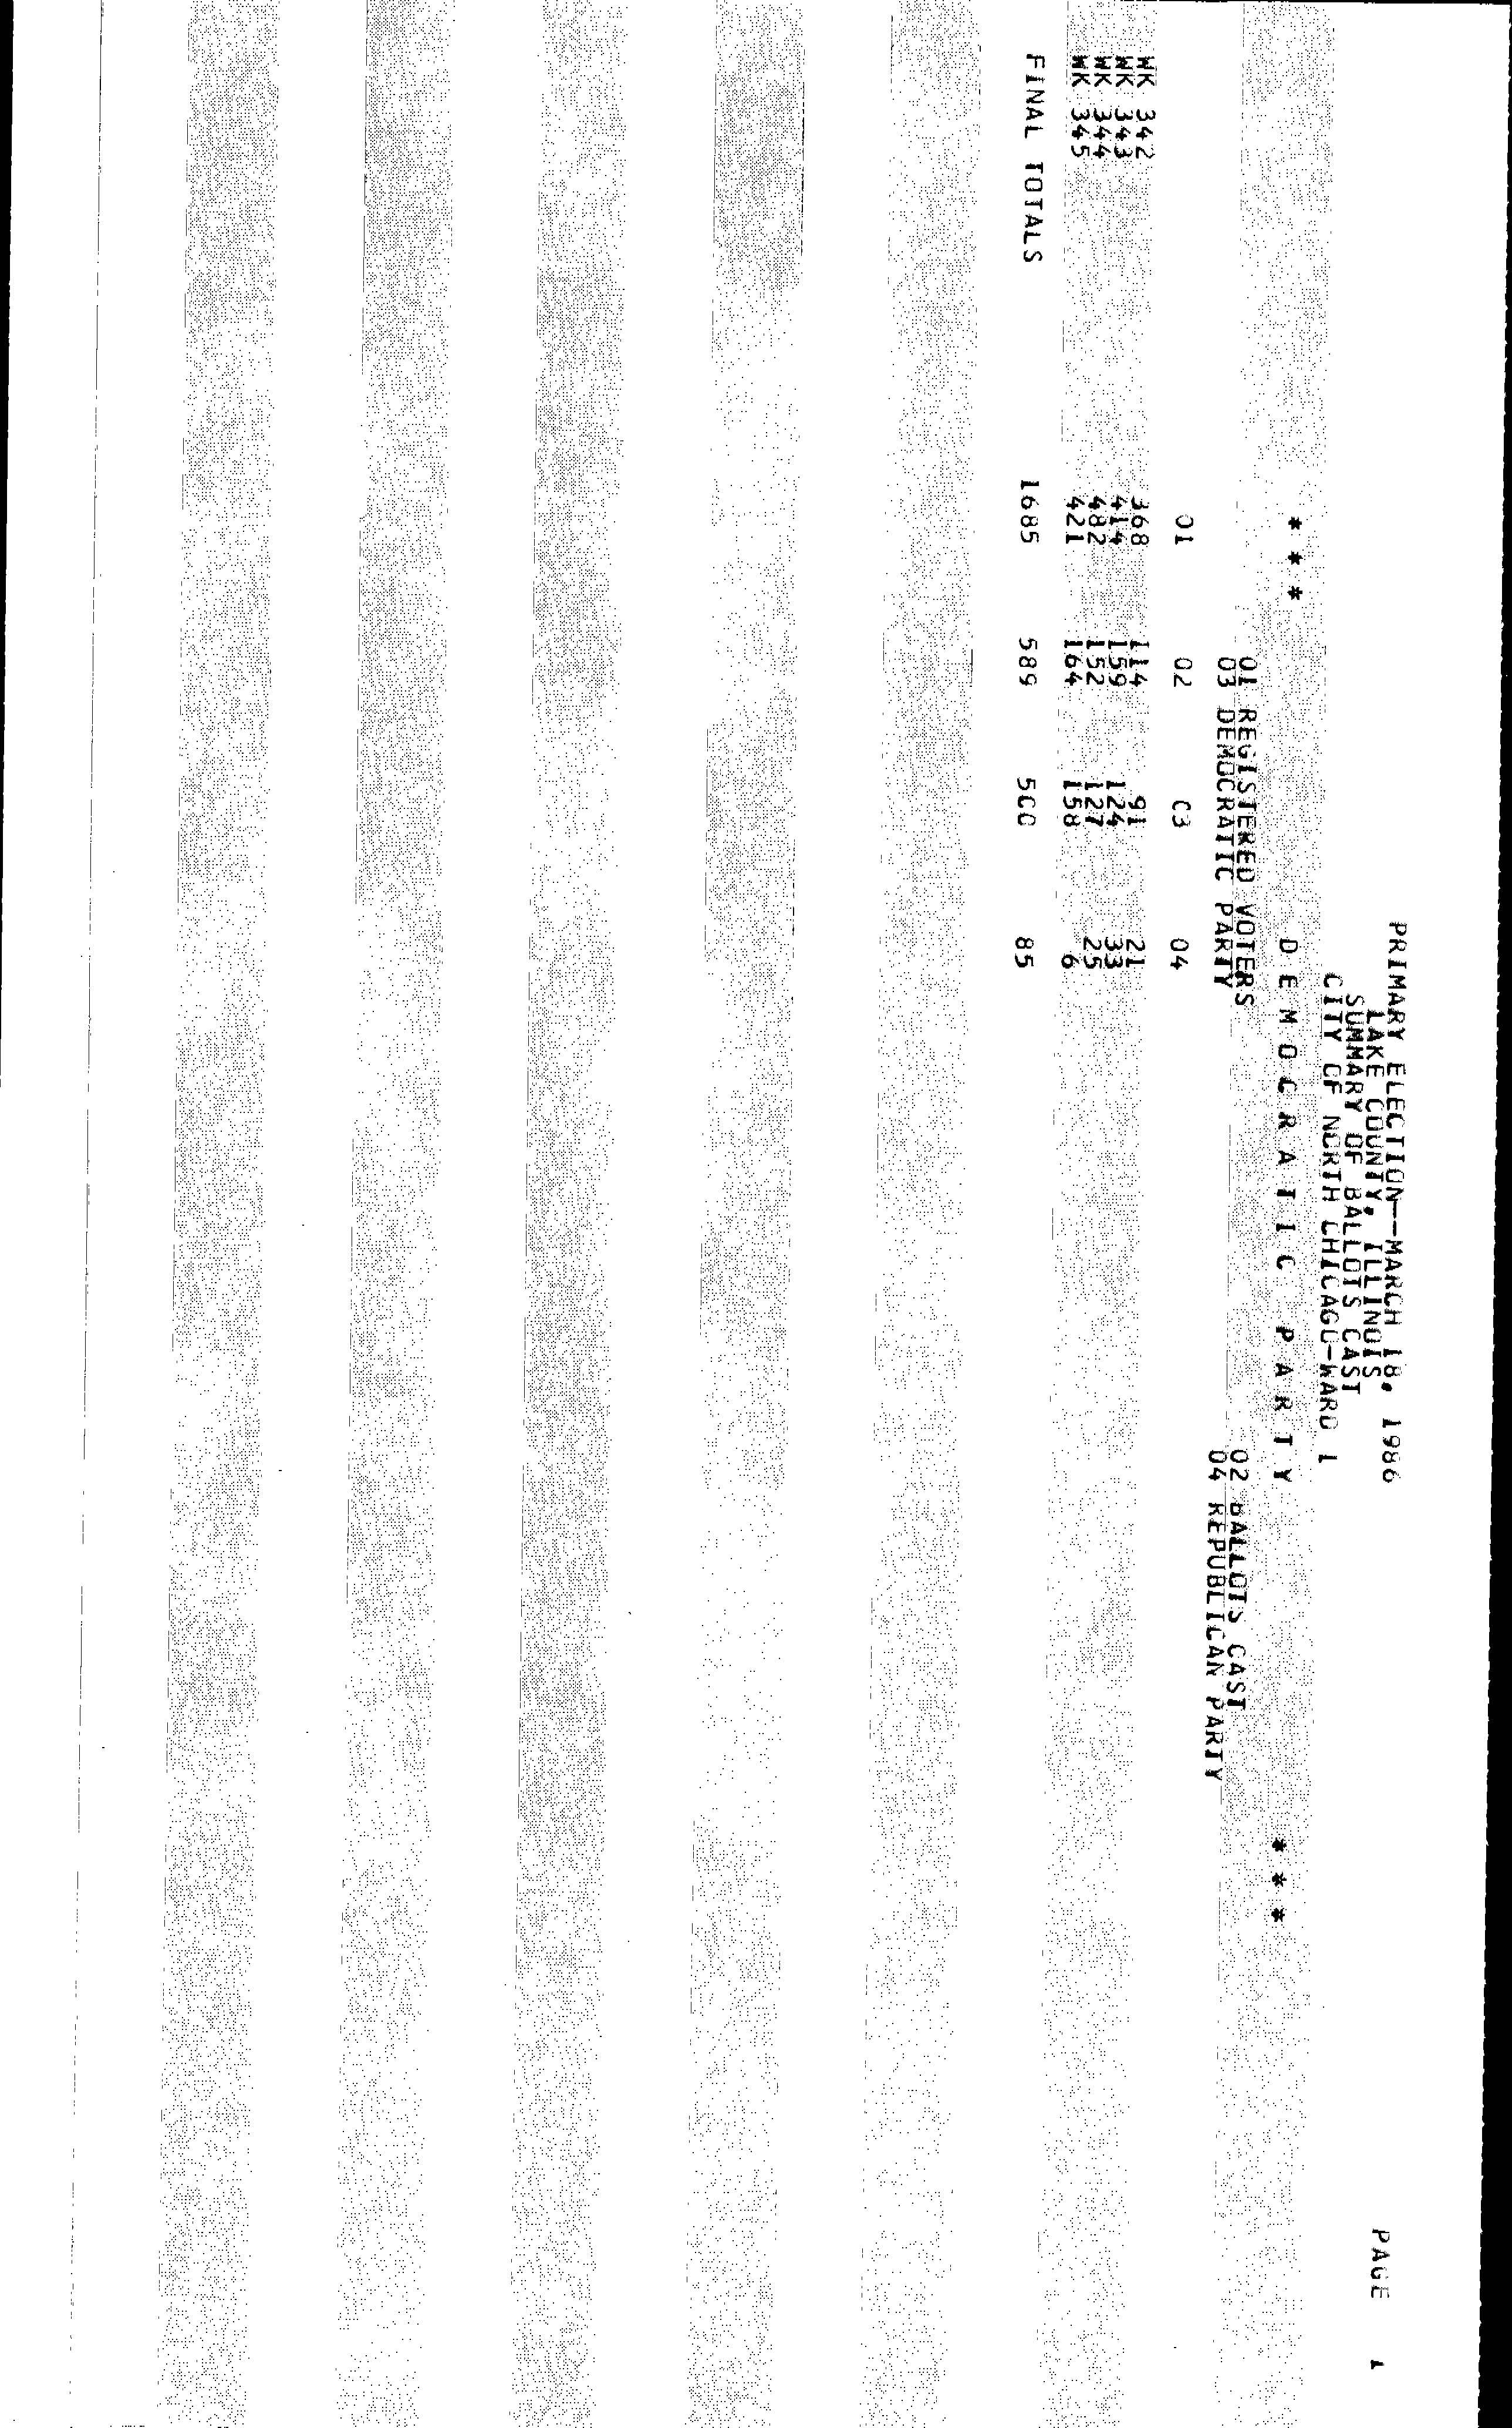 PRIMARY ELECTION--MARCH 18, 1986 PAGE 1
LAKE COUNTY, ILLINOIS
SUMMARY OF BALLOTS CAST
CITY OF NORTH CHICAGO-WARD 1
* * * D E M O C R A T I C P A R T Y * * *
01 REGISTERED VOTERS 02 BALLOTS CAST
03 DEMOCRATIC PARTY 04 REPUBLICAN PARTY
01 02 03 04
WK 342 368 114 91 21
WK 343 414 159 124 33
WK 344 482 152 127 25
WK 345 421 164 158 6
FINAL TOTALS 1685 589 500 85